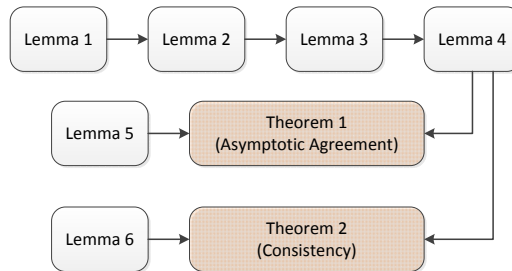 Lemma 1
Lemma 2
Lemma 3
Lemma 4
Lemma 5
Theorem 1
(Asymptotic Agreement)
Lemma 6
Theorem 2
(Consistency)